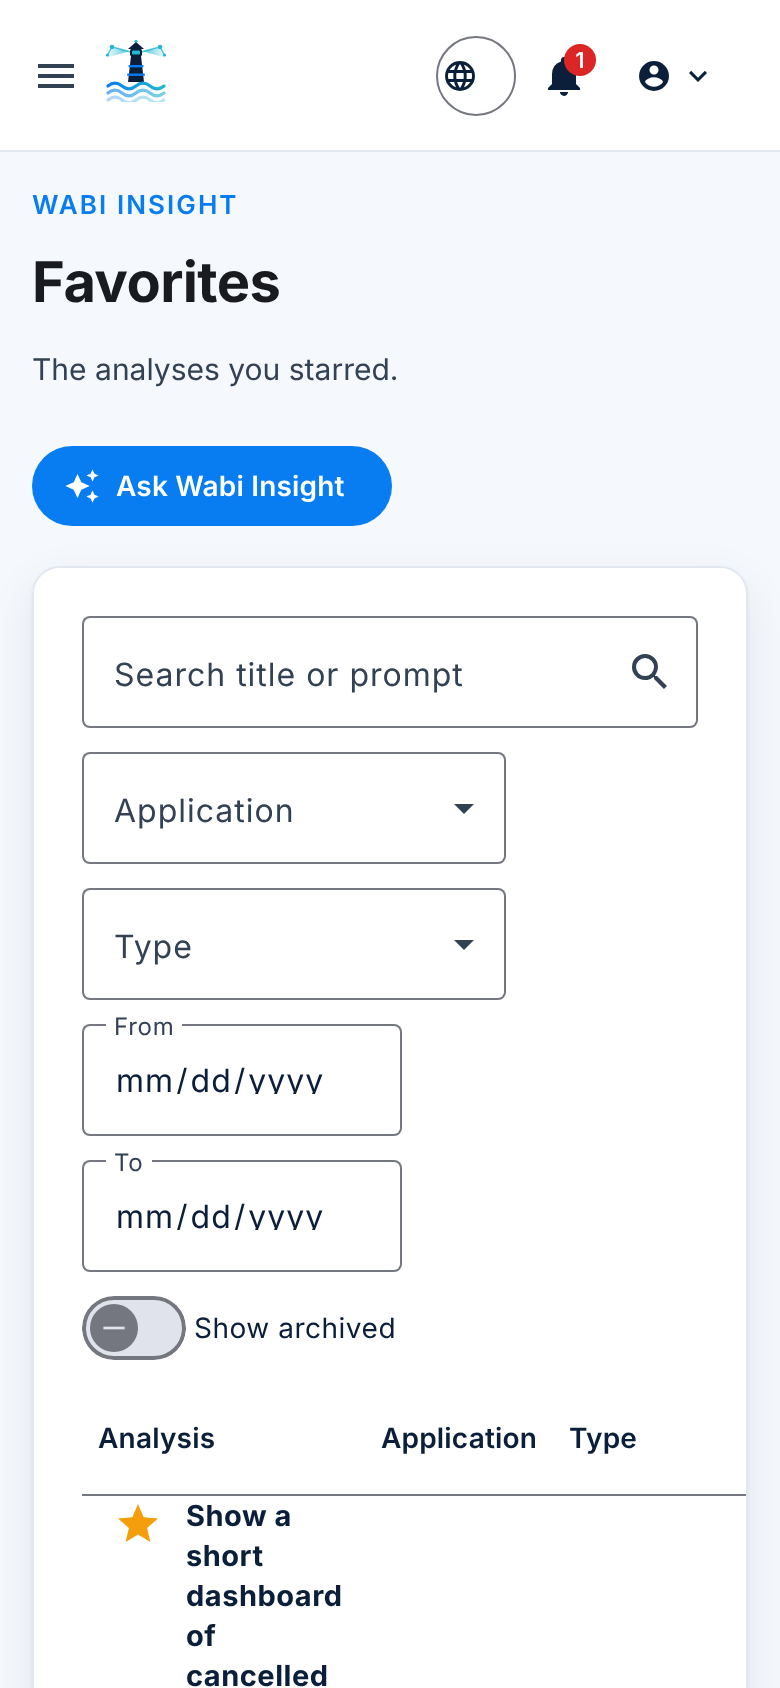 1
WABI INSIGHT
Favorites
The analyses you starred.
Ask Wabi Insight
Search title or prompt
Application
Type
From
mm/dd/yyyy
To
mm/dd/yyyy
Show archived
Analysis Application Type
Show a
short
dashboard
of
cancelled